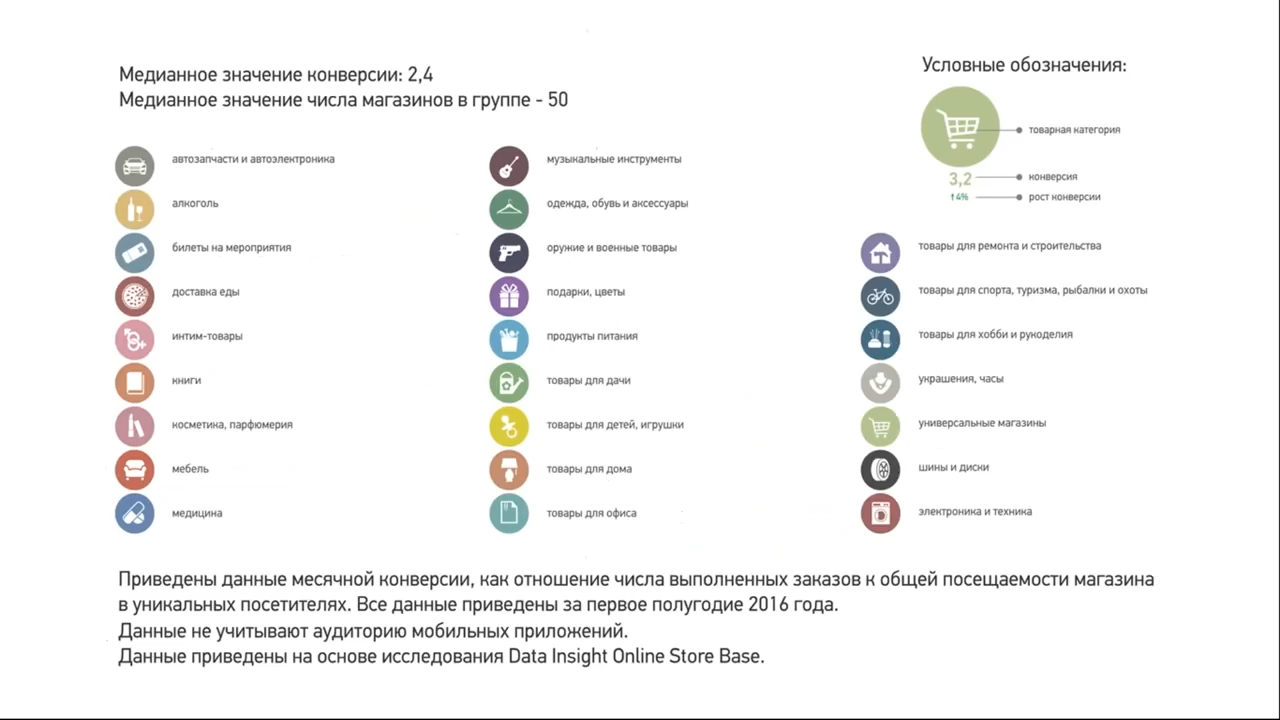 Медианное значение конверсии: 2,4
Медианное значение числа магазинов в группе - 50
автозапчасти и автоэлектроника
алкоголь
билеты на мероприятия
доставка еды
интим-товары
книги
косметика, парфюмерия
мебель
медицина
музыкальные инструменты
одежда, обувь и аксессуары
оружие и военные товары
подарки, цветы
продукты питания
товары для дачи
товары для детей, игрушки
товары для дома
товары для офиса
Условные обозначения:
товарная категория
3,2 конверсия
↑4% рост конверсии
товары для ремонта и строительства
товары для спорта, туризма, рыбалки и охоты
товары для хобби и рукоделия
украшения, часы
универсальные магазины
шины и диски
электроника и техника
Приведены данные месячной конверсии, как отношение числа выполненных заказов к общей посещаемости магазина
в уникальных посетителях. Все данные приведены за первое полугодие 2016 года.
Данные не учитывают аудиторию мобильных приложений.
Данные приведены на основе исследования Data Insight Online Store Base.